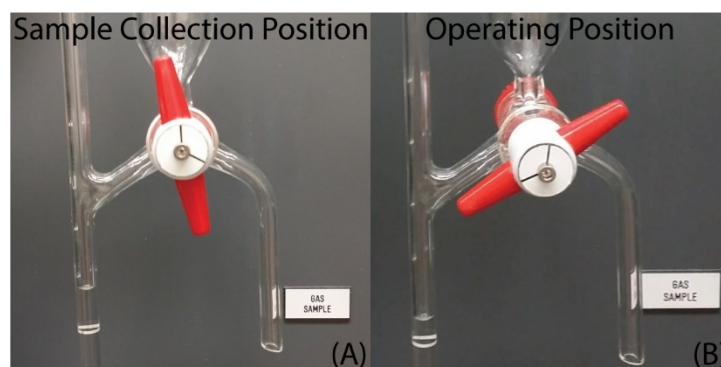 Sample Collection Position
Operating Position
GAS
SAMPLE
(A)
GAS
SAMPLE
(B)